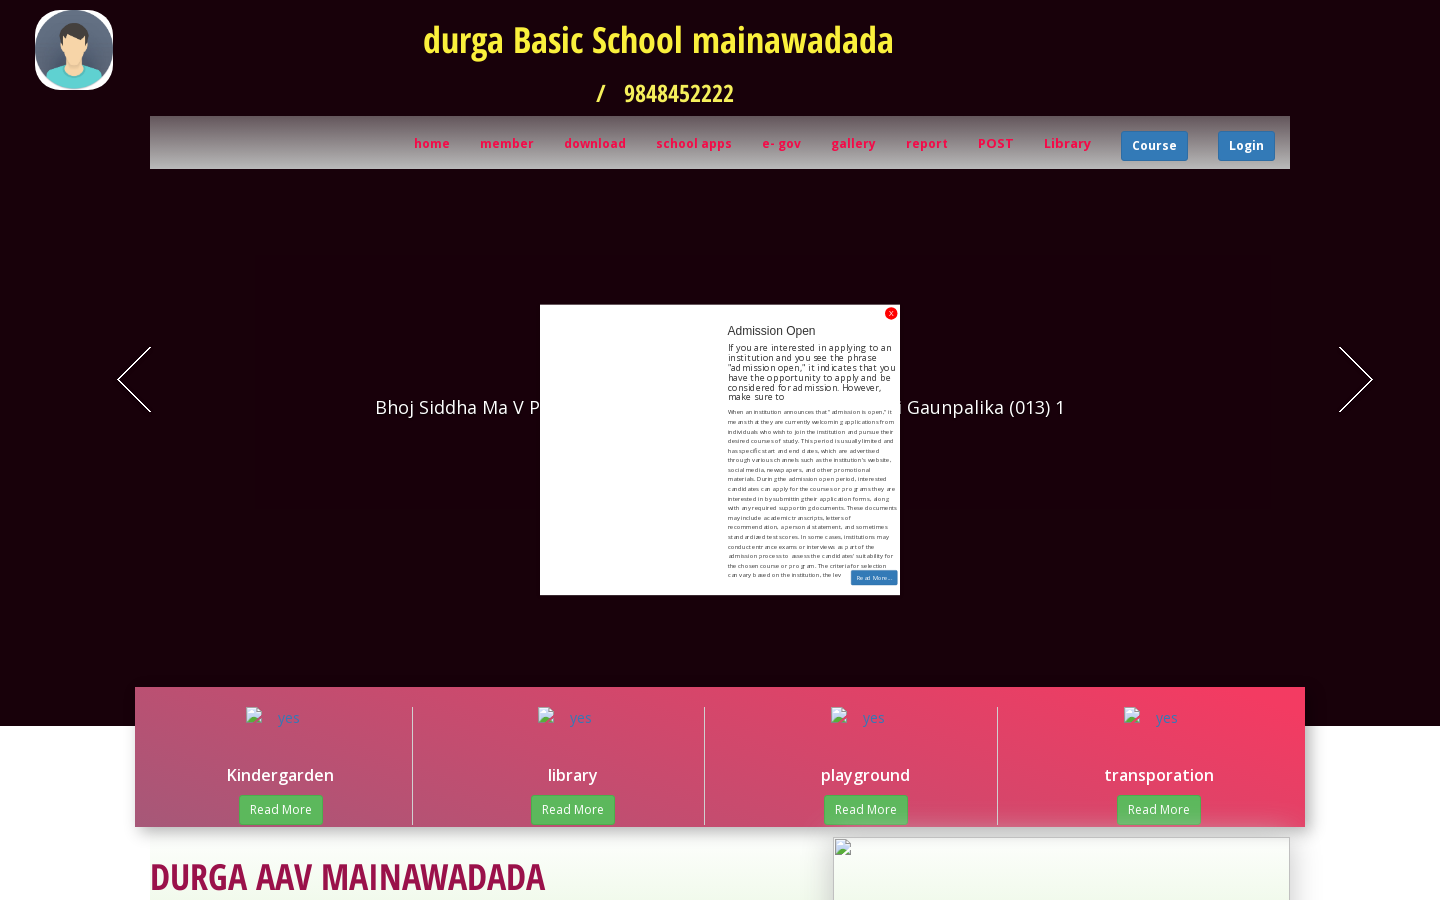 durga Basic School mainawadada
/ 9848452222
home member download school apps e- gov gallery report POST Library Course Login
X
Admission Open
If you are interested in applying to an
institution and you see the phrase
"admission open," it indicates that you
have the opportunity to apply and be
considered for admission. However,
make sure to
Bhoj Siddha Ma V P
i Gaunpalika (013) 1
When an institution announces that "admission is open," it
means that they are currently welcoming applications from
individuals who wish to join the institution and pursue their
desired courses of study. This period is usually limited and
has specific start and end dates, which are advertised
through various channels such as the institution's website,
social media, newspapers, and other promotional
materials. During the admission open period, interested
candidates can apply for the courses or programs they are
interested in by submitting their application forms, along
with any required supporting documents. These documents
may include academic transcripts, letters of
recommendation, a personal statement, and sometimes
standardized test scores. In some cases, institutions may
conduct entrance exams or interviews as part of the
admission process to assess the candidates' suitability for
the chosen course or program. The criteria for selection
can vary based on the institution, the lev
Read More...
yes yes yes yes
Kindergarden library playground transporation
Read More Read More Read More Read More
DURGA AAV MAINAWADADA